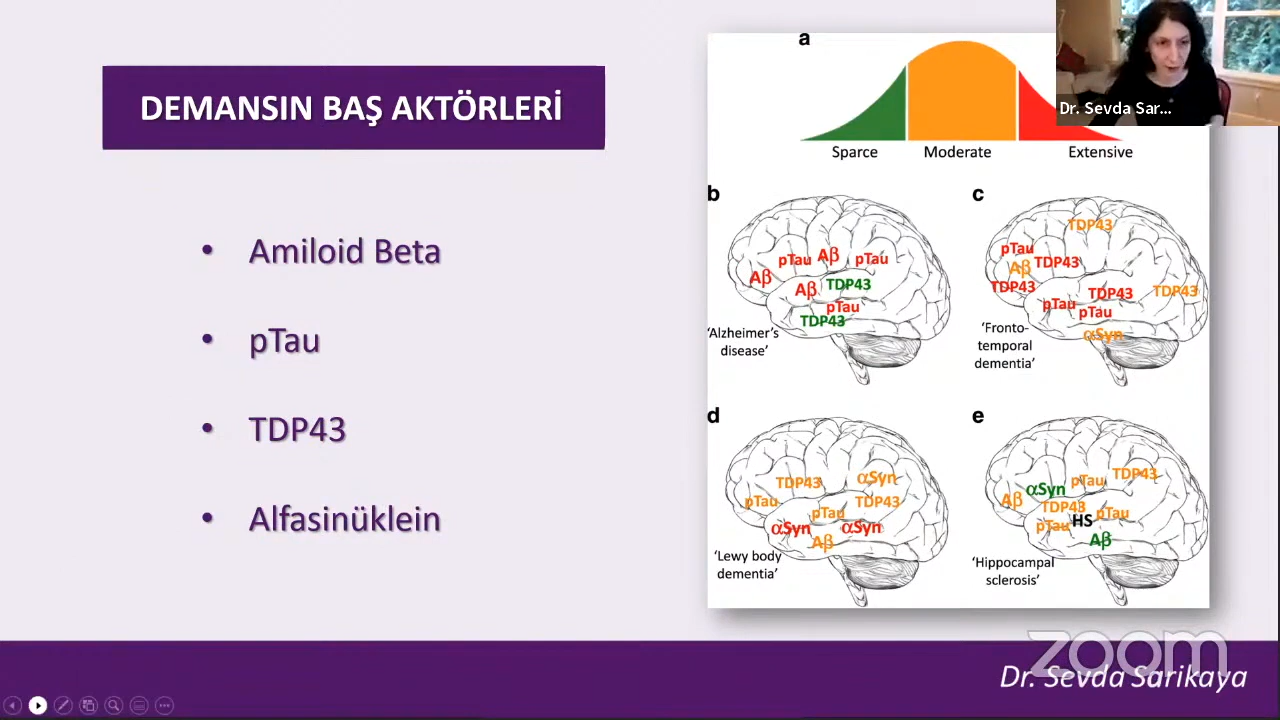 DEMANSIN BAŞ AKTÖRLERİ
• Amiloid Beta
• pTau
• TDP43
• Alfasinüklein
a
Sparce
Moderate
Extensive
b
Aβ
pTau
Aβ
pTau
Aβ
TDP43
pTau
TDP43
‘Alzheimer’s
disease’
c
TDP43
pTau
Aβ
TDP43
TDP43
TDP43
TDP43
pTau
pTau
αSyn
‘Fronto-
temporal
dementia’
d
TDP43
αSyn
pTau
TDP43
pTau
αSyn
αSyn
Aβ
‘Lewy body
dementia’
e
TDP43
pTau
αSyn
Aβ
TDP43
pTau
HS
pTau
Aβ
‘Hippocampal
sclerosis’
Dr. Sevda Sar...
zoom
Dr. Sevda Sarikaya